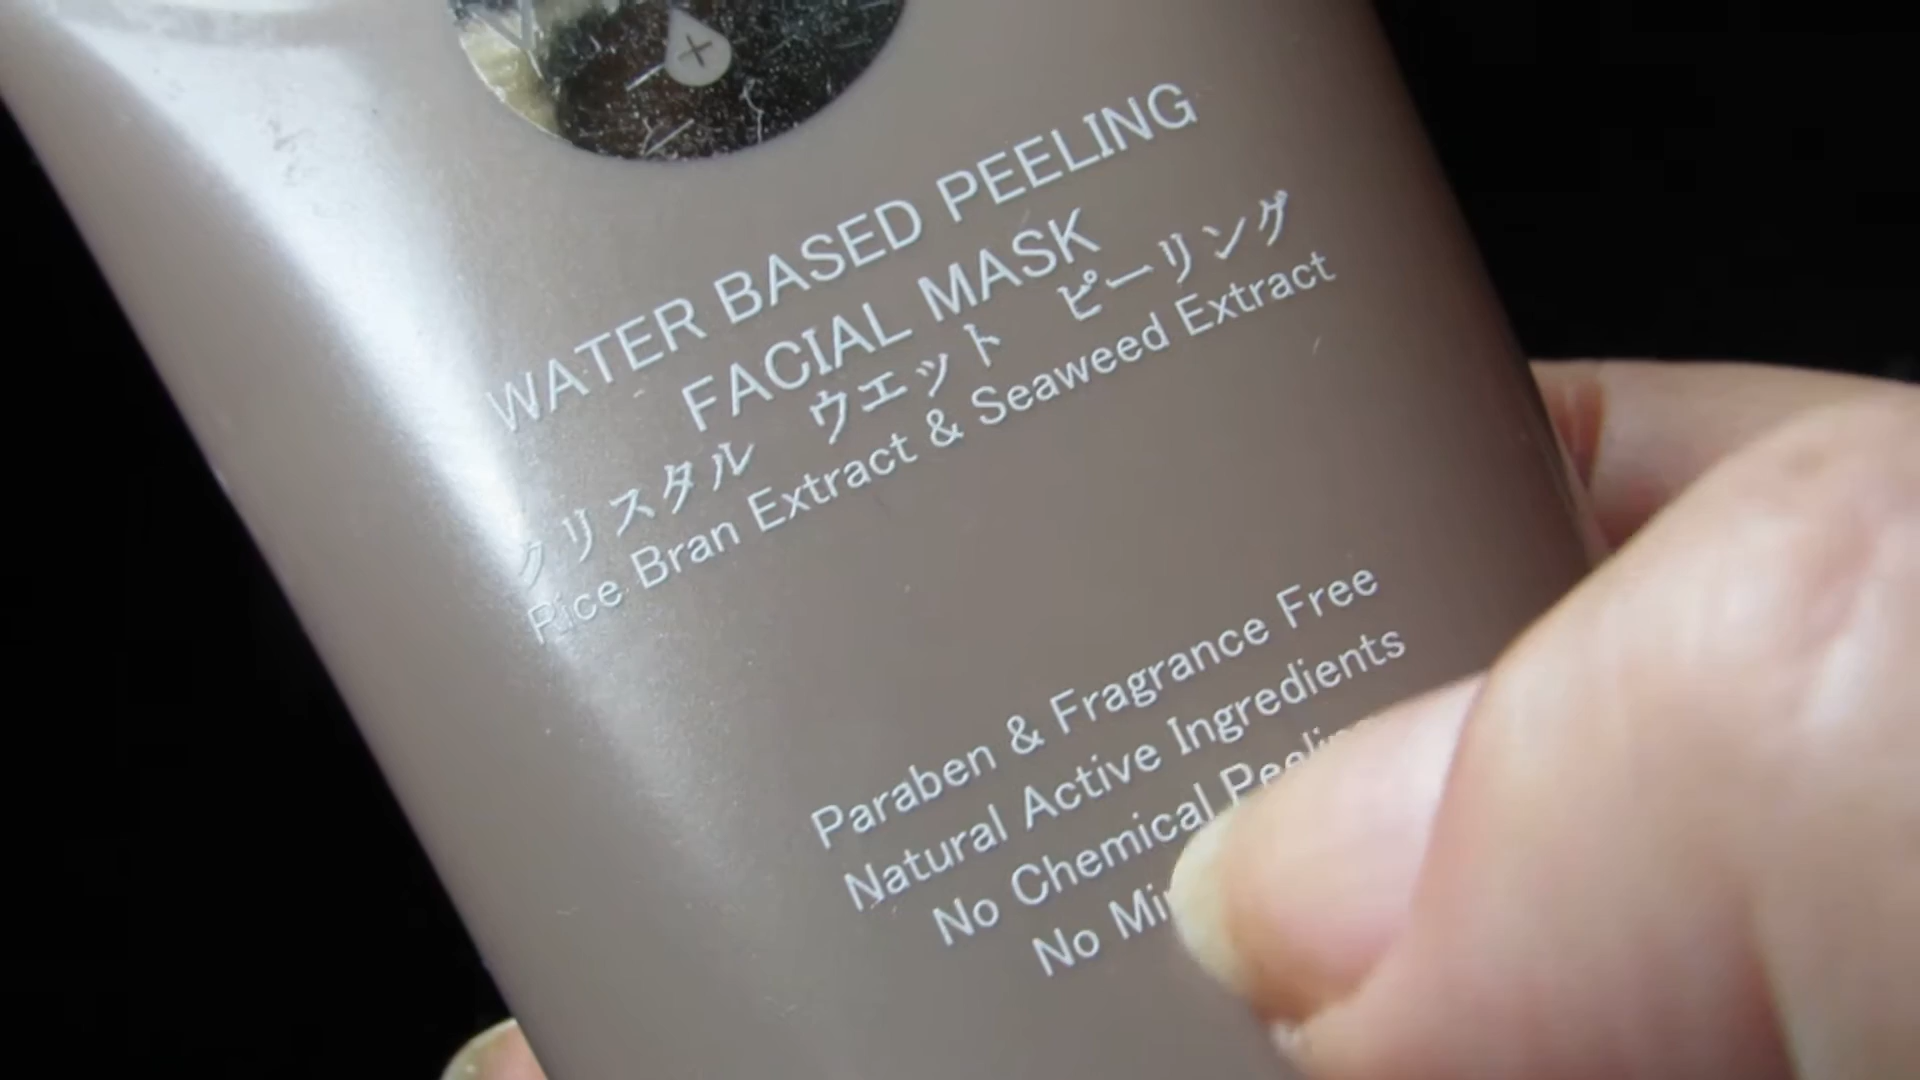 WATER BASED PEELING
FACIAL MASK
クリスタル ウエット ピーリング
Rice Bran Extract & Seaweed Extract
Paraben & Fragrance Free
Natural Active Ingredients
No Chemical
No